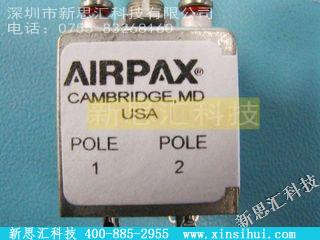 深圳市新思汇科技有限公司
电话: 0755-83268160
AIRPAX®
CAMBRIDGE, MD
USA
新思汇科技
POLE POLE
1 2
新思汇科技
新思汇科技 400-885-2955 www.xinsihui.com